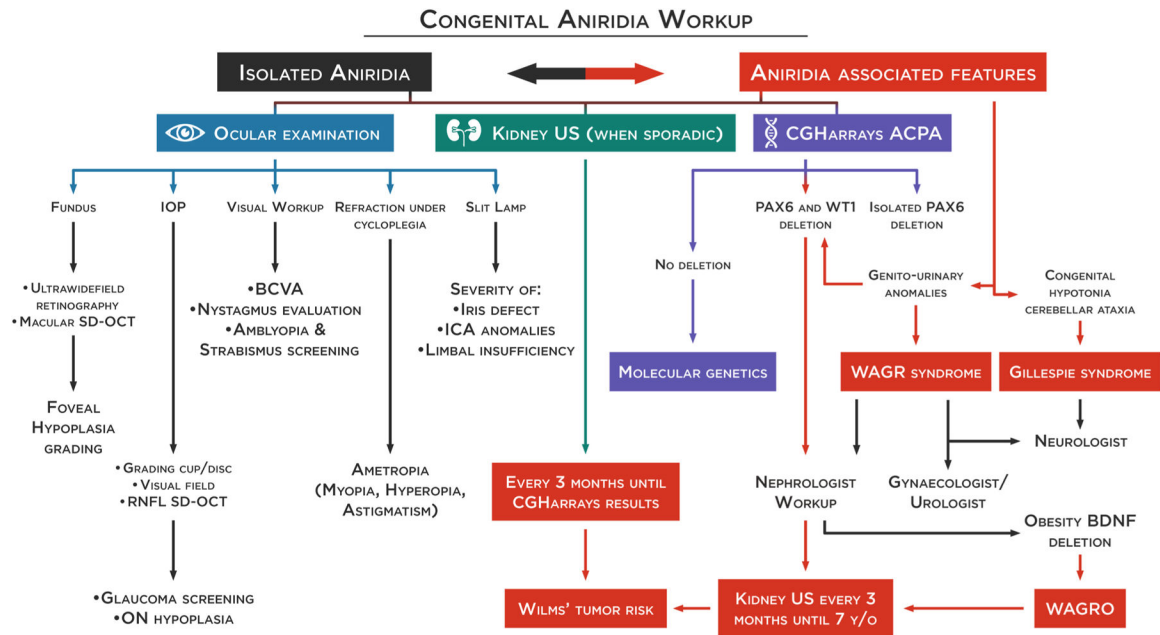 Congenital Aniridia Workup
Isolated Aniridia
Aniridia associated features
Ocular examination
Kidney US (when sporadic)
CGHarrays ACPA
Fundus
IOP
Visual Workup
Refraction under
cycloplegia
Slit Lamp
PAX6 and WT1
deletion
Isolated PAX6
deletion
•Ultrawidefield
retinography
•Macular SD-OCT
•BCVA
•Nystagmus evaluation
•Amblyopia &
Strabismus screening
Severity of:
•Iris defect
•ICA anomalies
•Limbal insufficiency
No deletion
Genito-urinary
anomalies
Congenital
hypotonia
cerebellar ataxia
Molecular genetics
WAGR syndrome
Gillespie syndrome
Foveal
Hypoplasia
grading
Neurologist
•Grading cup/disc
•Visual field
•RNFL SD-OCT
Ametropia
(Myopia, Hyperopia,
Astigmatism)
Every 3 months until
CGHarrays results
Nephrologist
Workup
Gynaecologist/
Urologist
Obesity BDNF
deletion
•Glaucoma screening
•ON hypoplasia
Wilms' tumor risk
Kidney US every 3
months until 7 y/o
WAGRO